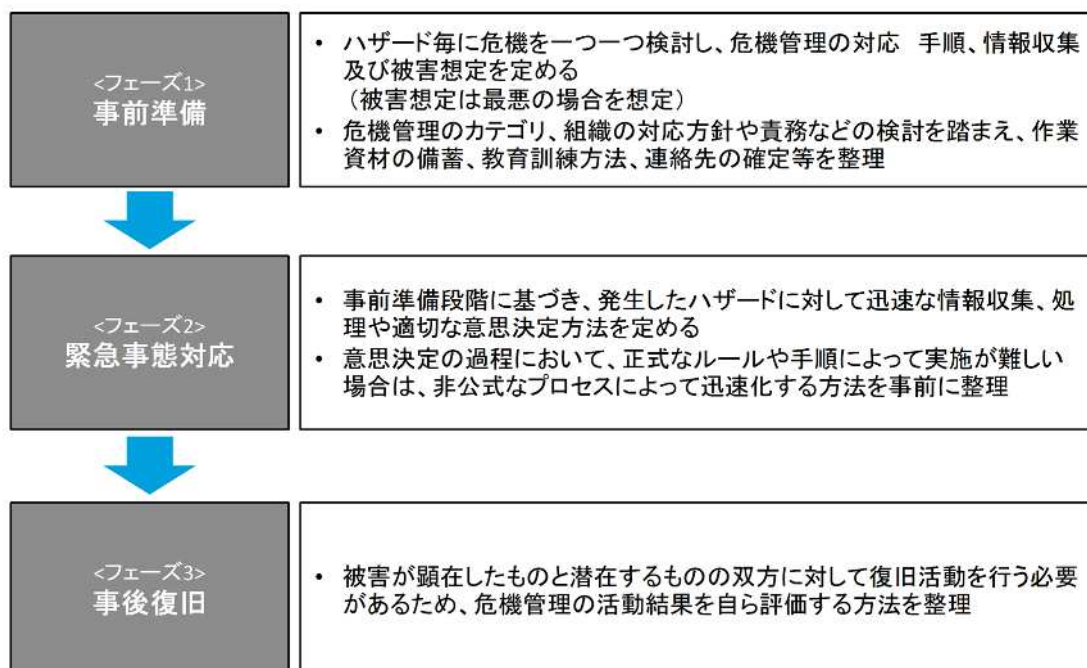 <フェーズ1>
事前準備
• ハザード毎に危機を一つ一つ検討し、危機管理の対応　手順、情報収集
及び被害想定を定める
（被害想定は最悪の場合を想定）
• 危機管理のカテゴリ、組織の対応方針や責務などの検討を踏まえ、作業
資材の備蓄、教育訓練方法、連絡先の確定等を整理
<フェーズ2>
緊急事態対応
• 事前準備段階に基づき、発生したハザードに対して迅速な情報収集、処
理や適切な意思決定方法を定める
• 意思決定の過程において、正式なルールや手順によって実施が難しい
場合は、非公式なプロセスによって迅速化する方法を事前に整理
<フェーズ3>
事後復旧
• 被害が顕在したものと潜在するものの双方に対して復旧活動を行う必要
があるため、危機管理の活動結果を自ら評価する方法を整理